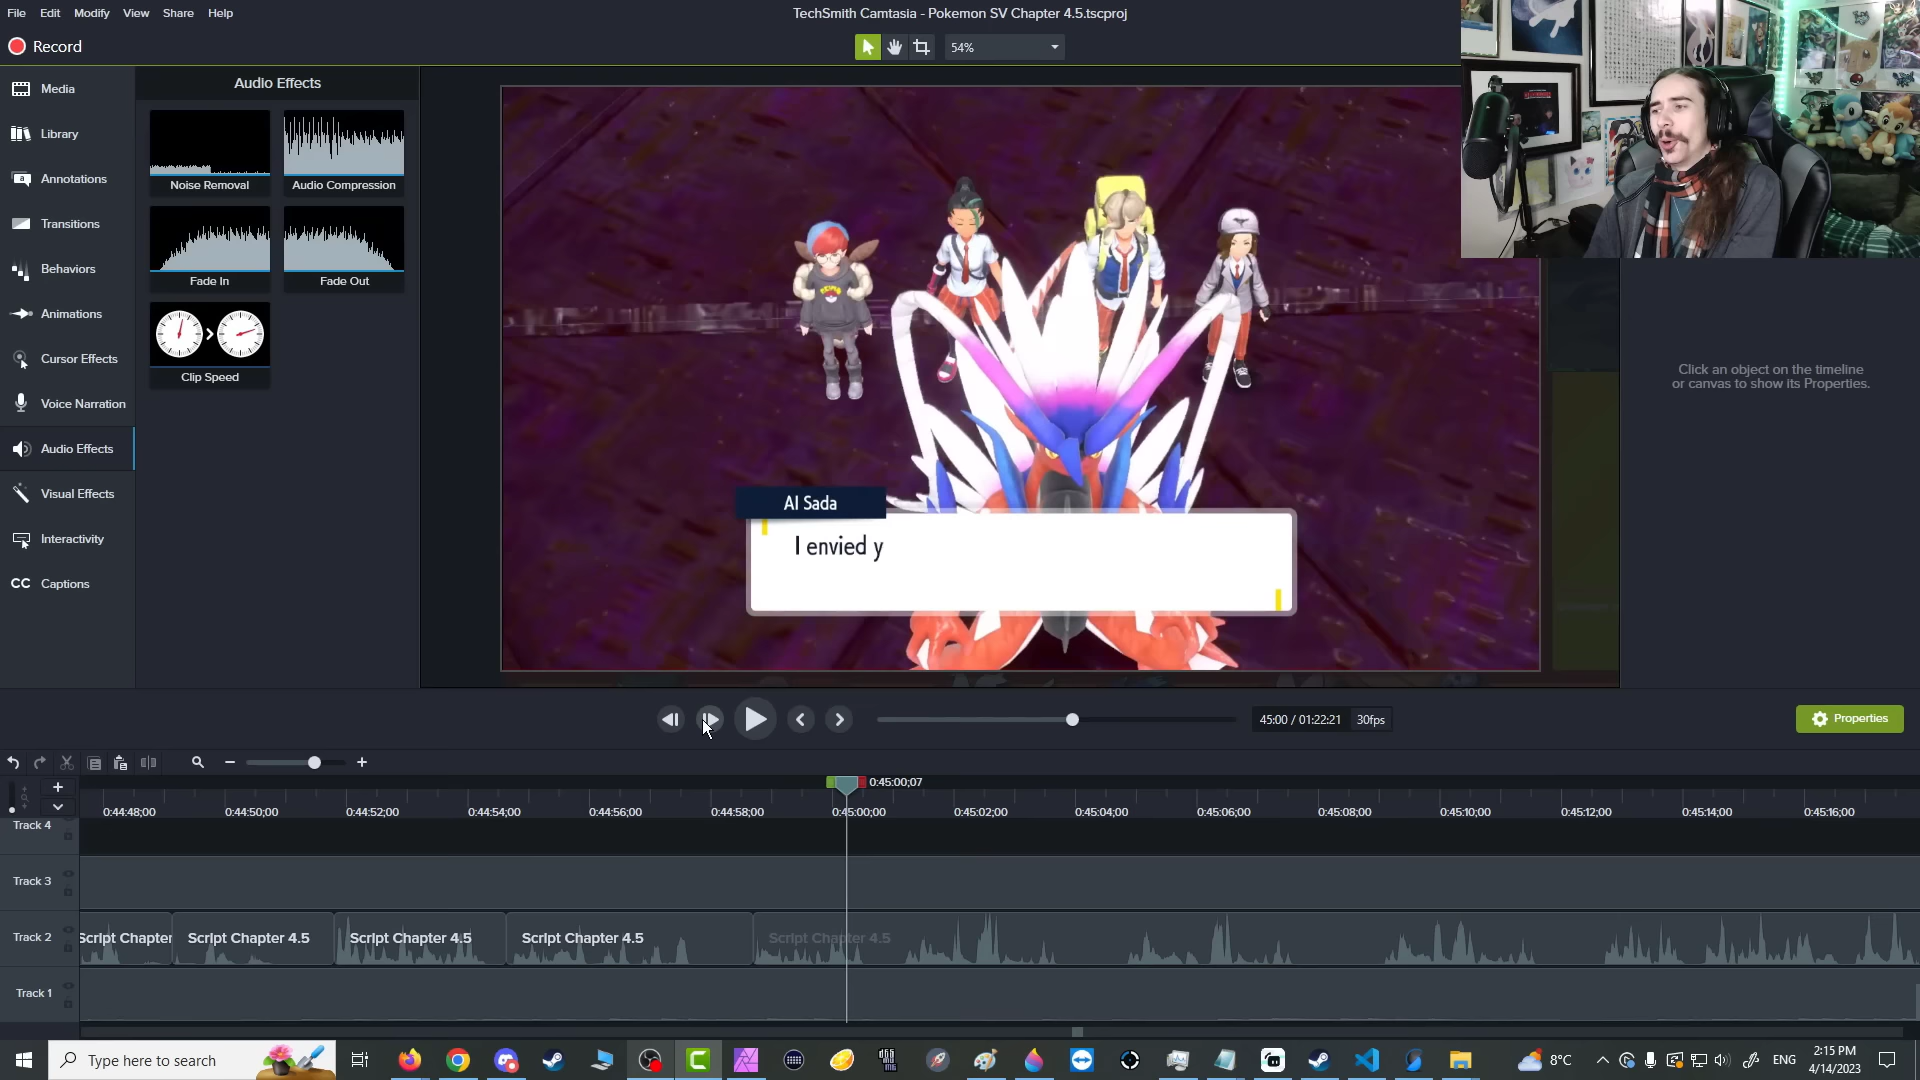 File Edit Modify View Share Help
TechSmith Camtasia - Pokemon SV Chapter 4.5.tscproj
Record
54%
Media
Library
Annotations
Transitions
Behaviors
Animations
Cursor Effects
Voice Narration
Audio Effects
Visual Effects
Interactivity
CC Captions
Audio Effects
Noise Removal
Audio Compression
Fade In
Fade Out
Clip Speed
AI Sada
I envied y
Click an object on the timeline
or canvas to show its Properties.
45:00 / 01:22:21 30fps
Properties
0:45:00;07
0:44:48;00 0:44:50;00 0:44:52;00 0:44:54;00 0:44:56;00 0:44:58;00 0:45:00;00 0:45:02;00 0:45:04;00 0:45:06;00 0:45:08;00 0:45:10;00 0:45:12;00 0:45:14;00 0:45:16;00
Track 4
Track 3
Track 2
Script Chapter Script Chapter 4.5 Script Chapter 4.5 Script Chapter 4.5 Script Chapter 4.5
Track 1
Type here to search
8°C
ENG
2:15 PM
4/14/2023